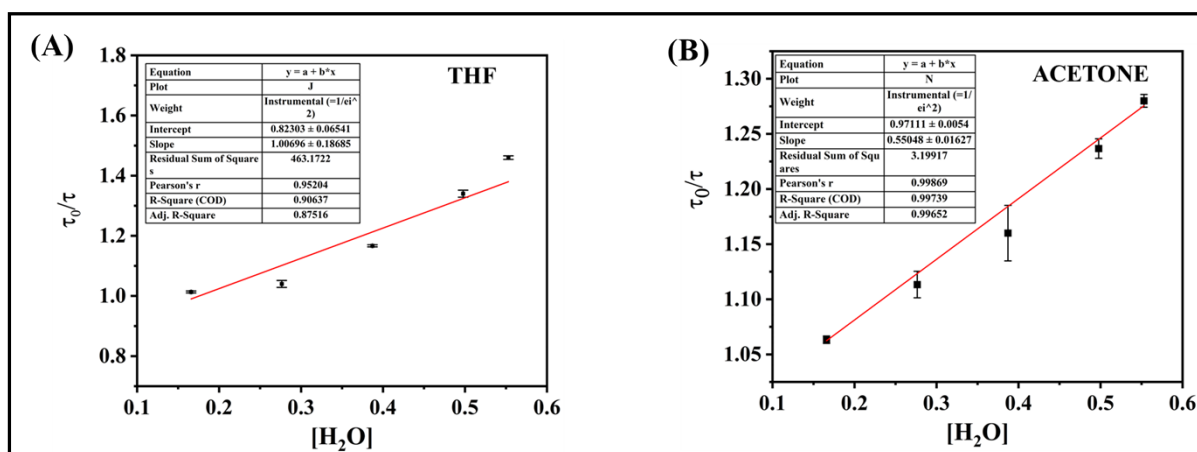 (A)
THF
Equation y = a + b*x
Plot J
Weight Instrumental (=1/ei^
2)
Intercept 0.82303 ± 0.06541
Slope 1.00696 ± 0.18685
Residual Sum of Square
s 463.1722
Pearson's r 0.95204
R-Square (COD) 0.90637
Adj. R-Square 0.87516
τ₀/τ
1.8
1.6
1.4
1.2
1.0
0.8
0.1 0.2 0.3 0.4 0.5 0.6
[H₂O]
(B)
ACETONE
Equation y = a + b*x
Plot N
Weight Instrumental (=1/
ei^2)
Intercept 0.97111 ± 0.0054
Slope 0.55048 ± 0.01627
Residual Sum of Squ
ares 3.19917
Pearson's r 0.99869
R-Square (COD) 0.99739
Adj. R-Square 0.99652
τ₀/τ
1.30
1.25
1.20
1.15
1.10
1.05
0.1 0.2 0.3 0.4 0.5 0.6
[H₂O]